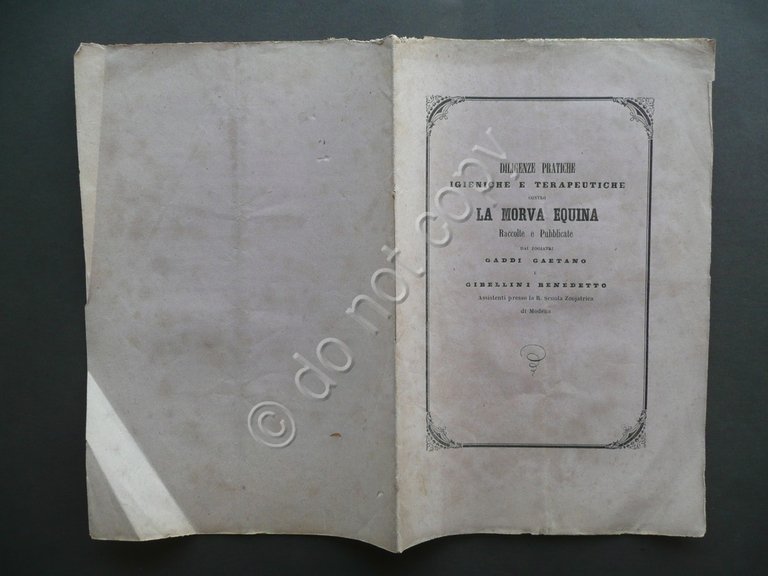 DILIGENZE PRATICHE
IGIENICHE E TERAPEUTICHE
CONTRO
LA MORVA EQUINA
Raccolte e Pubblicate
DAI ZOOJATRI
GADDI GAETANO
E
GIBELLINI BENEDETTO
Assistenti presso la R. Scuola Zoojatrica
di Modena
© do not copy